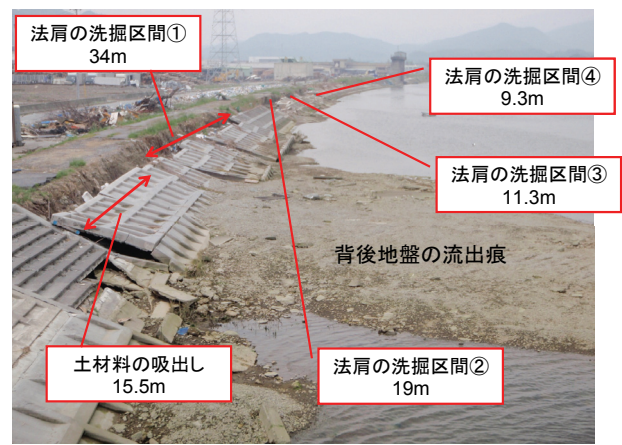 法肩の洗掘区間①
34m
法肩の洗掘区間④
9.3m
法肩の洗掘区間③
11.3m
背後地盤の流出痕
土材料の吸出し
15.5m
法肩の洗掘区間②
19m